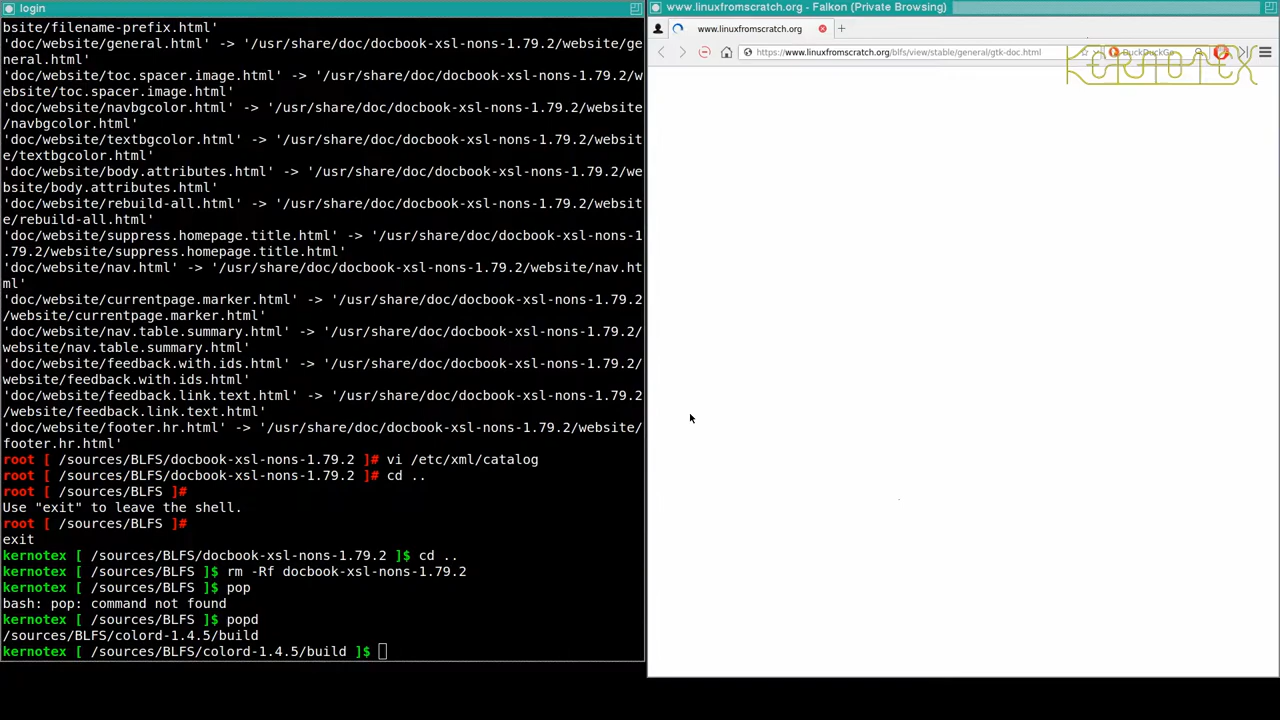 login
bsite/filename-prefix.html'
'doc/website/general.html' -> '/usr/share/doc/docbook-xsl-nons-1.79.2/website/ge
neral.html'
'doc/website/toc.spacer.image.html' -> '/usr/share/doc/docbook-xsl-nons-1.79.2/w
ebsite/toc.spacer.image.html'
'doc/website/navbgcolor.html' -> '/usr/share/doc/docbook-xsl-nons-1.79.2/website
/navbgcolor.html'
'doc/website/textbgcolor.html' -> '/usr/share/doc/docbook-xsl-nons-1.79.2/websit
e/textbgcolor.html'
'doc/website/body.attributes.html' -> '/usr/share/doc/docbook-xsl-nons-1.79.2/we
bsite/body.attributes.html'
'doc/website/rebuild-all.html' -> '/usr/share/doc/docbook-xsl-nons-1.79.2/websit
e/rebuild-all.html'
'doc/website/suppress.homepage.title.html' -> '/usr/share/doc/docbook-xsl-nons-1
.79.2/website/suppress.homepage.title.html'
'doc/website/nav.html' -> '/usr/share/doc/docbook-xsl-nons-1.79.2/website/nav.ht
ml'
'doc/website/currentpage.marker.html' -> '/usr/share/doc/docbook-xsl-nons-1.79.2
/website/currentpage.marker.html'
'doc/website/nav.table.summary.html' -> '/usr/share/doc/docbook-xsl-nons-1.79.2/
website/nav.table.summary.html'
'doc/website/feedback.with.ids.html' -> '/usr/share/doc/docbook-xsl-nons-1.79.2/
website/feedback.with.ids.html'
'doc/website/feedback.link.text.html' -> '/usr/share/doc/docbook-xsl-nons-1.79.2
/website/feedback.link.text.html'
'doc/website/footer.hr.html' -> '/usr/share/doc/docbook-xsl-nons-1.79.2/website/
footer.hr.html'
root [ /sources/BLFS/docbook-xsl-nons-1.79.2 ]# vi /etc/xml/catalog
root [ /sources/BLFS/docbook-xsl-nons-1.79.2 ]# cd ..
root [ /sources/BLFS ]#
Use "exit" to leave the shell.
root [ /sources/BLFS ]#
exit
kernotex [ /sources/BLFS/docbook-xsl-nons-1.79.2 ]$ cd ..
kernotex [ /sources/BLFS ]$ rm -Rf docbook-xsl-nons-1.79.2
kernotex [ /sources/BLFS ]$ pop
bash: pop: command not found
kernotex [ /sources/BLFS ]$ popd
/sources/BLFS/colord-1.4.5/build
kernotex [ /sources/BLFS/colord-1.4.5/build ]$
www.linuxfromscratch.org - Falkon (Private Browsing)
www.linuxfromscratch.org
https://www.linuxfromscratch.org/blfs/view/stable/general/gtk-doc.html
DuckDuckGo
KERNOTEX